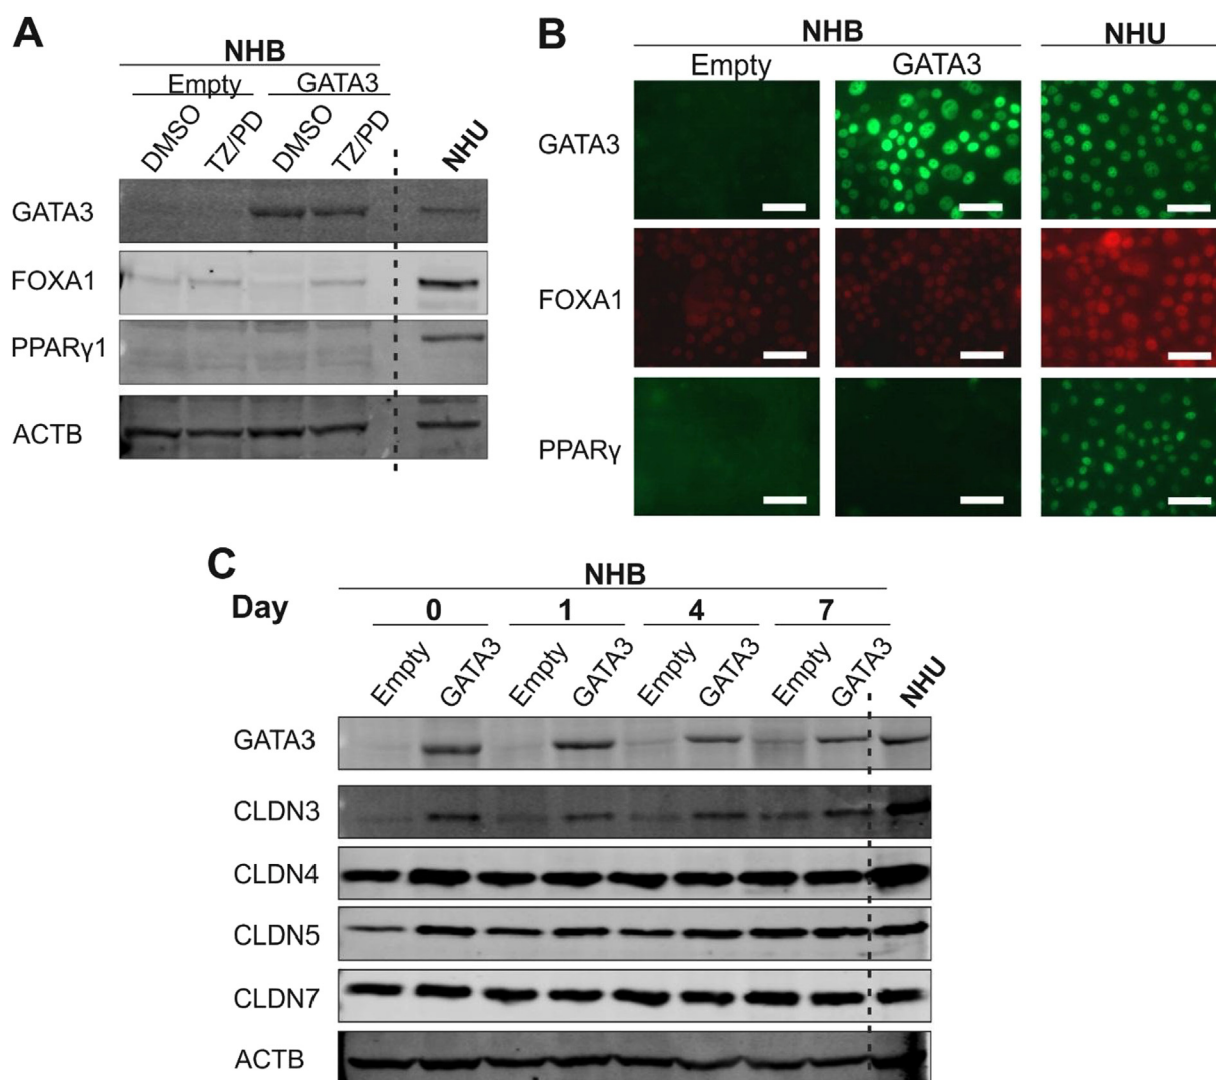 A
NHB
Empty GATA3
DMSO TZ/PD DMSO TZ/PD NHU
GATA3
FOXA1
PPARγ1
ACTB
B
NHB NHU
Empty GATA3
GATA3
FOXA1
PPARγ
C
NHB
Day 0 1 4 7
Empty GATA3 Empty GATA3 Empty GATA3 Empty GATA3 NHU
GATA3
CLDN3
CLDN4
CLDN5
CLDN7
ACTB